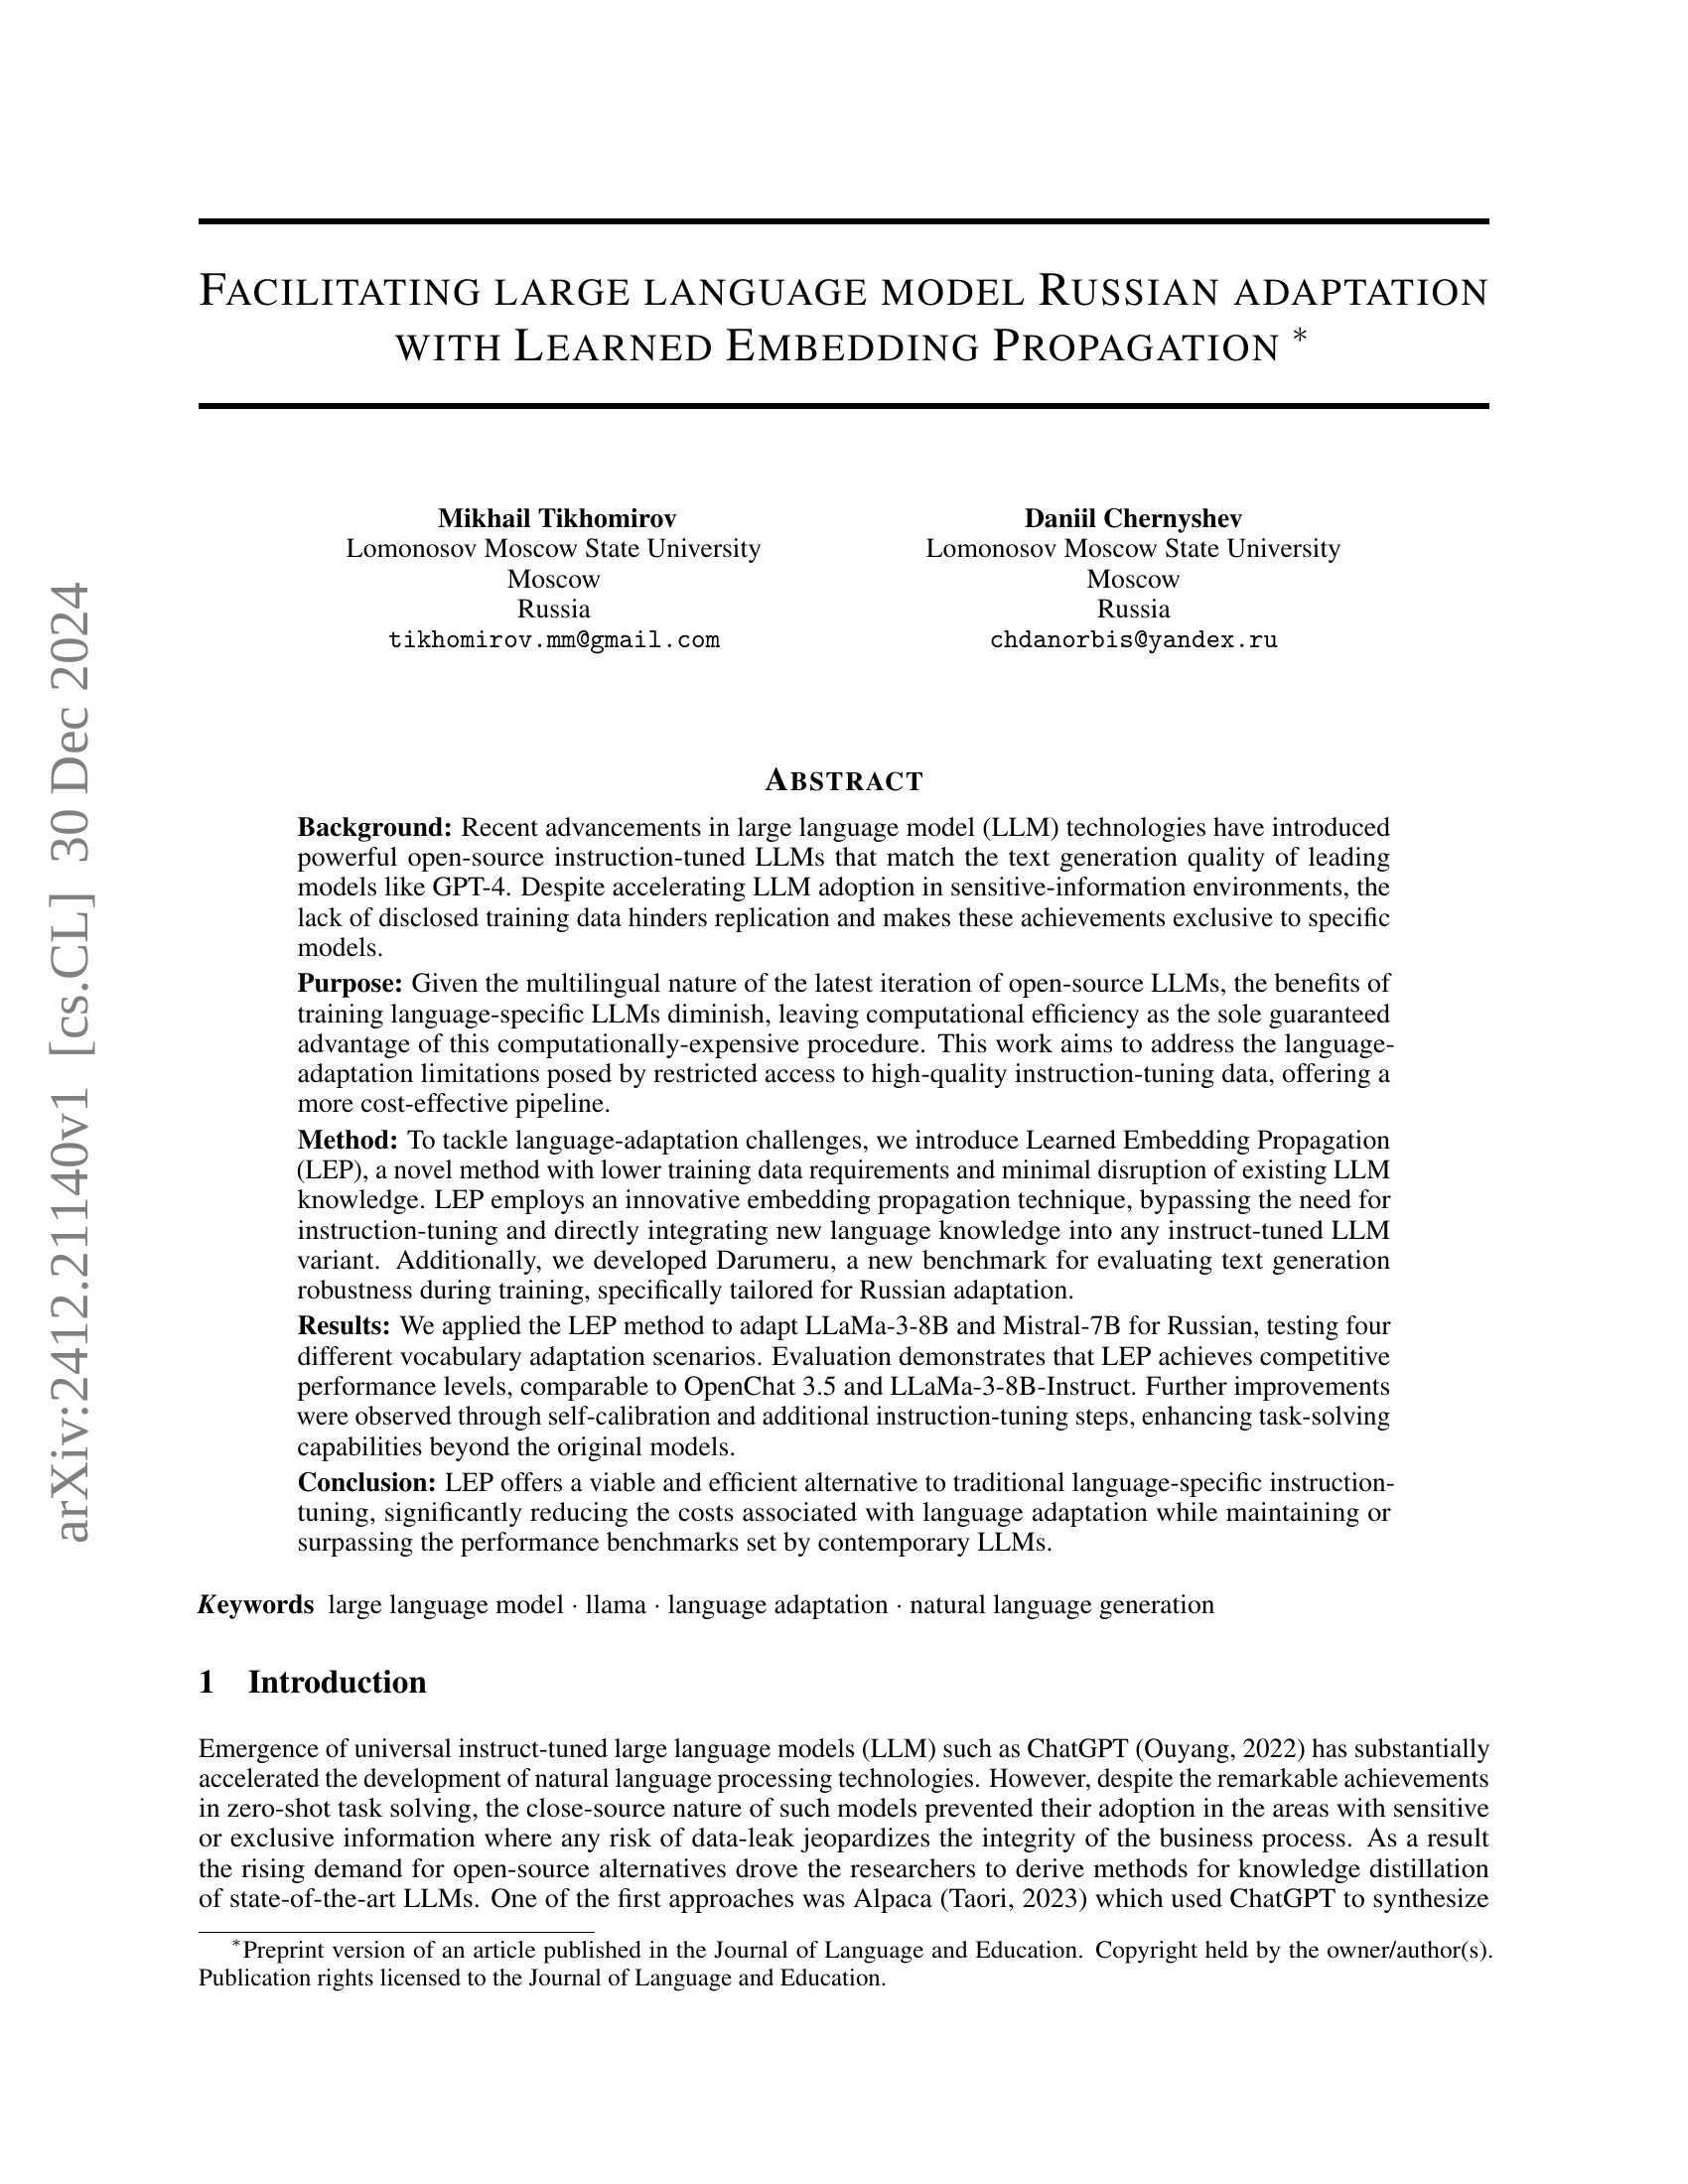 FACILITATING LARGE LANGUAGE MODEL RUSSIAN ADAPTATION
WITH LEARNED EMBEDDING PROPAGATION *
Mikhail Tikhomirov
Lomonosov Moscow State University
Moscow
Russia
tikhomirov.mm@gmail.com
Daniil Chernyshev
Lomonosov Moscow State University
Moscow
Russia
chdanorbis@yandex.ru
arXiv:2412.21140v1 [cs.CL] 30 Dec 2024
ABSTRACT
Background: Recent advancements in large language model (LLM) technologies have introduced
powerful open-source instruction-tuned LLMs that match the text generation quality of leading
models like GPT-4. Despite accelerating LLM adoption in sensitive-information environments, the
lack of disclosed training data hinders replication and makes these achievements exclusive to specific
models.
Purpose: Given the multilingual nature of the latest iteration of open-source LLMs, the benefits of
training language-specific LLMs diminish, leaving computational efficiency as the sole guaranteed
advantage of this computationally-expensive procedure. This work aims to address the language-
adaptation limitations posed by restricted access to high-quality instruction-tuning data, offering a
more cost-effective pipeline.
Method: To tackle language-adaptation challenges, we introduce Learned Embedding Propagation
(LEP), a novel method with lower training data requirements and minimal disruption of existing LLM
knowledge. LEP employs an innovative embedding propagation technique, bypassing the need for
instruction-tuning and directly integrating new language knowledge into any instruct-tuned LLM
variant. Additionally, we developed Darumeru, a new benchmark for evaluating text generation
robustness during training, specifically tailored for Russian adaptation.
Results: We applied the LEP method to adapt LLaMa-3-8B and Mistral-7B for Russian, testing four
different vocabulary adaptation scenarios. Evaluation demonstrates that LEP achieves competitive
performance levels, comparable to OpenChat 3.5 and LLaMa-3-8B-Instruct. Further improvements
were observed through self-calibration and additional instruction-tuning steps, enhancing task-solving
capabilities beyond the original models.
Conclusion: LEP offers a viable and efficient alternative to traditional language-specific instruction-
tuning, significantly reducing the costs associated with language adaptation while maintaining or
surpassing the performance benchmarks set by contemporary LLMs.
Keywords large language model · llama · language adaptation · natural language generation
1 Introduction
Emergence of universal instruct-tuned large language models (LLM) such as ChatGPT (Ouyang, 2022) has substantially
accelerated the development of natural language processing technologies. However, despite the remarkable achievements
in zero-shot task solving, the close-source nature of such models prevented their adoption in the areas with sensitive
or exclusive information where any risk of data-leak jeopardizes the integrity of the business process. As a result
the rising demand for open-source alternatives drove the researchers to derive methods for knowledge distillation
of state-of-the-art LLMs. One of the first approaches was Alpaca (Taori, 2023) which used ChatGPT to synthesize
*Preprint version of an article published in the Journal of Language and Education. Copyright held by the owner/author(s).
Publication rights licensed to the Journal of Language and Education.